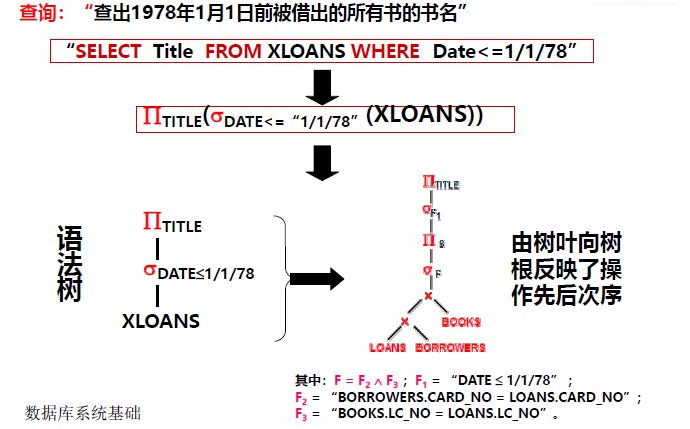 查询：“查出1978年1月1日前被借出的所有书的书名”
“SELECT Title FROM XLOANS WHERE Date<=1/1/78”
∏TITLE(σDATE<=“1/1/78”(XLOANS))
语法树
∏TITLE
σDATE≤1/1/78
XLOANS
∏TITLE
σF1
∏S
σF
×
×
BOOKS
LOANS BORROWERS
由树叶向树
根反映了操
作先后次序
其中：F = F2 ∧ F3 ；F1 = “DATE ≤ 1/1/78” ；
F2 = “BORROWERS.CARD_NO = LOANS.CARD_NO”；
F3 = “BOOKS.LC_NO = LOANS.LC_NO”。
数据库系统基础